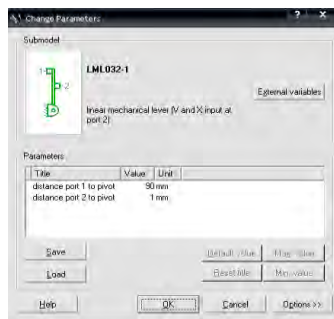 Change Parameters
Submodel
1
2
LML032-1
External variables
linear mechanical lever (V and X input at
port 2)
Parameters
Title Value Unit
distance port 1 to pivot 90 mm
distance port 2 to pivot 1 mm
Save Default value Max. value
Load Reset title Min. value
Help OK Cancel Options >>